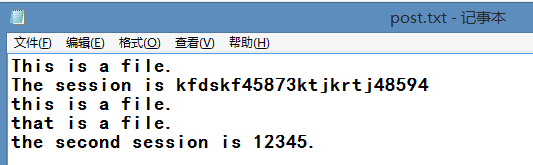 post.txt - 记事本
文件(F) 编辑(E) 格式(O) 查看(V) 帮助(H)
This is a file.
The session is kfdskf45873ktjkrtj48594
this is a file.
that is a file.
the second session is 12345.